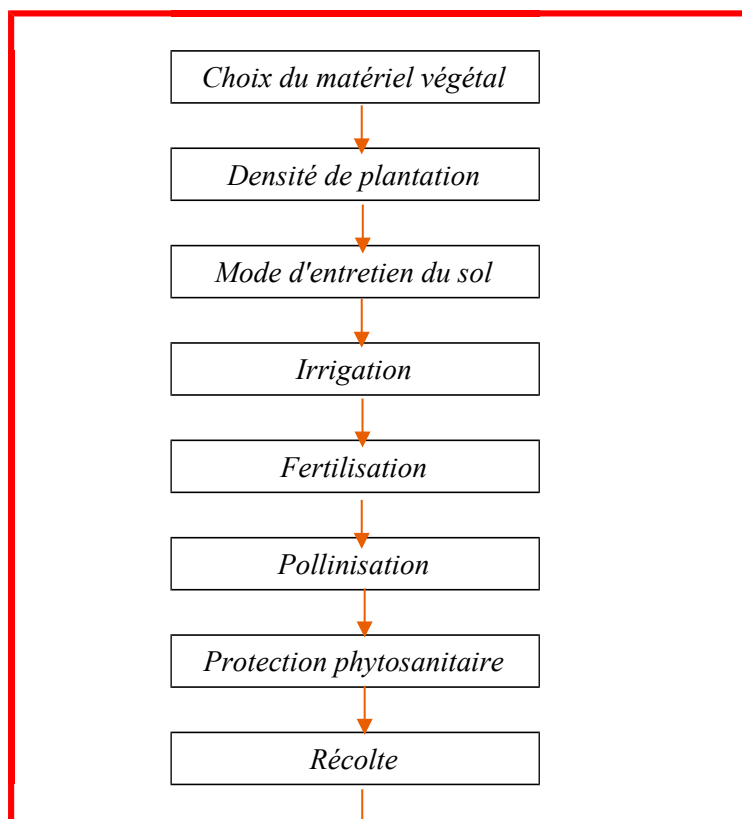 Choix du matériel végétal
Densité de plantation
Mode d'entretien du sol
Irrigation
Fertilisation
Pollinisation
Protection phytosanitaire
Récolte